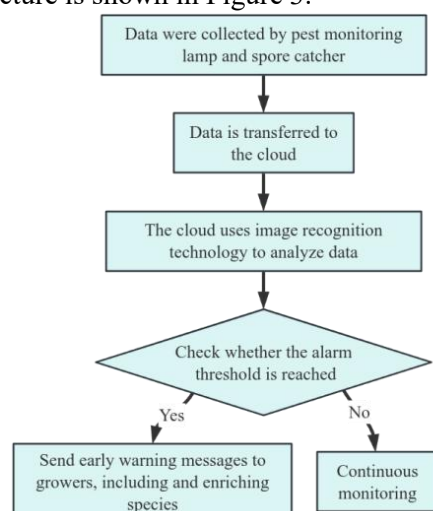 cture is shown in Figure 3.
Data were collected by pest monitoring
lamp and spore catcher
Data is transferred to
the cloud
The cloud uses image recognition
technology to analyze data
Check whether the alarm
threshold is reached
Yes
No
Send early warning messages to
growers, including and enriching
species
Continuous
monitoring